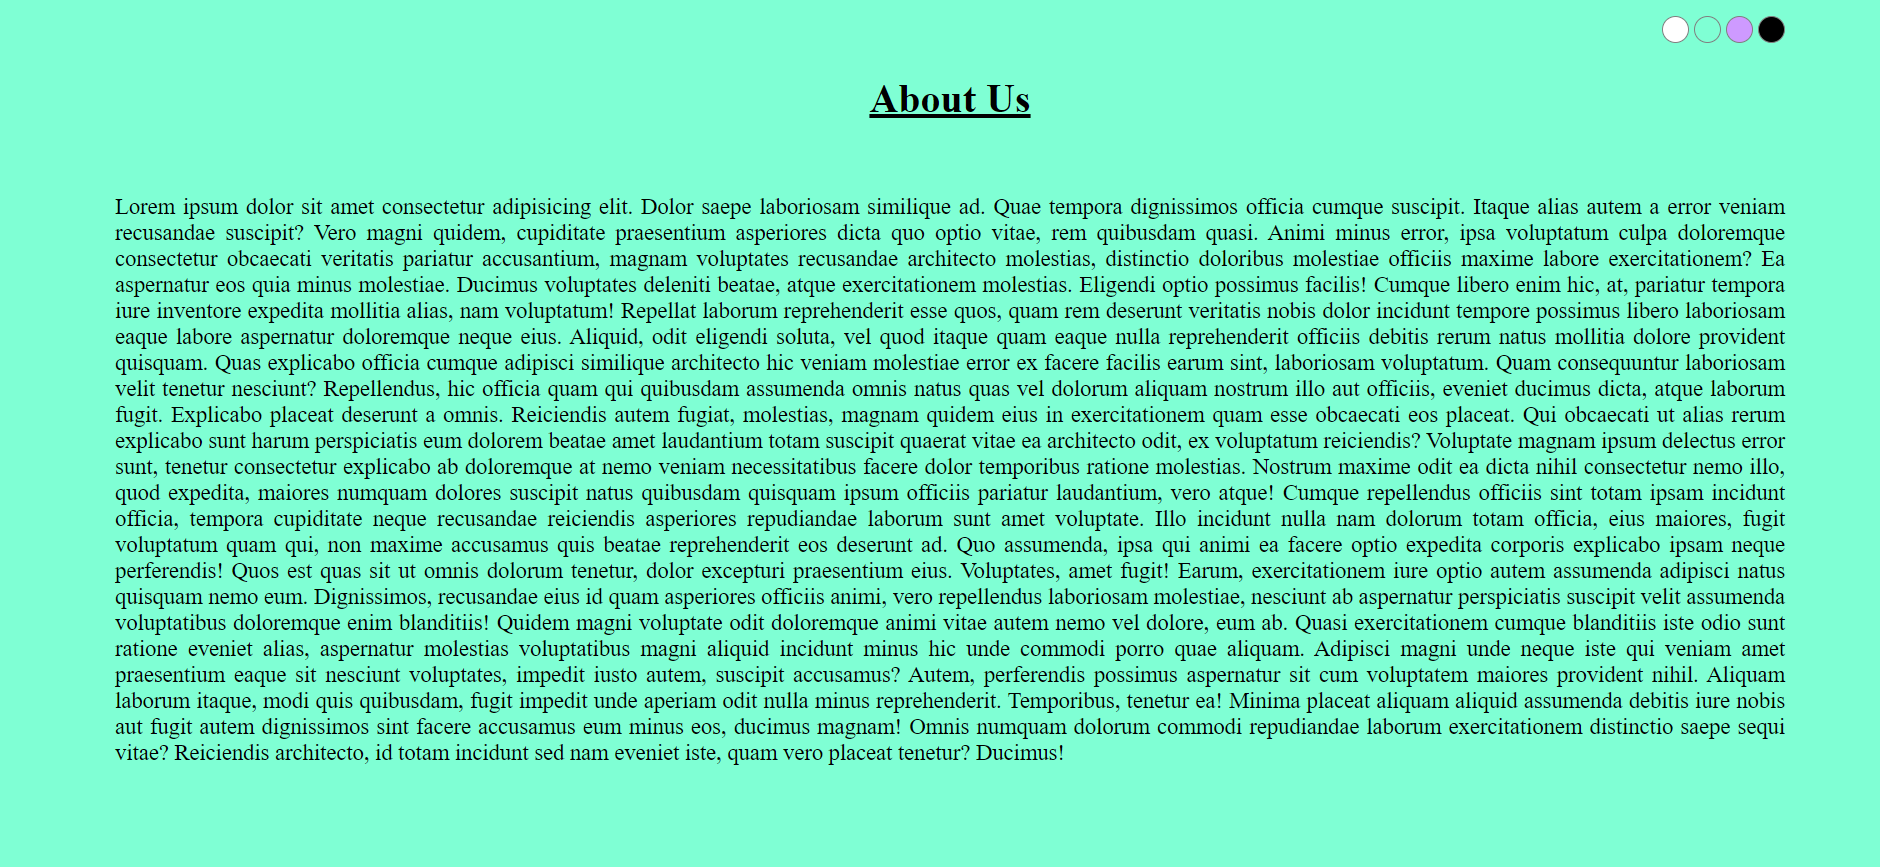 About Us
Lorem ipsum dolor sit amet consectetur adipisicing elit. Dolor saepe laboriosam similique ad. Quae tempora dignissimos officia cumque suscipit. Itaque alias autem a error veniam
recusandae suscipit? Vero magni quidem, cupiditate praesentium asperiores dicta quo optio vitae, rem quibusdam quasi. Animi minus error, ipsa voluptatum culpa doloremque
consectetur obcaecati veritatis pariatur accusantium, magnam voluptates recusandae architecto molestias, distinctio doloribus molestiae officiis maxime labore exercitationem? Ea
aspernatur eos quia minus molestiae. Ducimus voluptates deleniti beatae, atque exercitationem molestias. Eligendi optio possimus facilis! Cumque libero enim hic, at, pariatur tempora
iure inventore expedita mollitia alias, nam voluptatum! Repellat laborum reprehenderit esse quos, quam rem deserunt veritatis nobis dolor incidunt tempore possimus libero laboriosam
eaque labore aspernatur doloremque neque eius. Aliquid, odit eligendi soluta, vel quod itaque quam eaque nulla reprehenderit officiis debitis rerum natus mollitia dolore provident
quisquam. Quas explicabo officia cumque adipisci similique architecto hic veniam molestiae error ex facere facilis earum sint, laboriosam voluptatum. Quam consequuntur laboriosam
velit tenetur nesciunt? Repellendus, hic officia quam qui quibusdam assumenda omnis natus quas vel dolorum aliquam nostrum illo aut officiis, eveniet ducimus dicta, atque laborum
fugit. Explicabo placeat deserunt a omnis. Reiciendis autem fugiat, molestias, magnam quidem eius in exercitationem quam esse obcaecati eos placeat. Qui obcaecati ut alias rerum
explicabo sunt harum perspiciatis eum dolorem beatae amet laudantium totam suscipit quaerat vitae ea architecto odit, ex voluptatum reiciendis? Voluptate magnam ipsum delectus error
sunt, tenetur consectetur explicabo ab doloremque at nemo veniam necessitatibus facere dolor temporibus ratione molestias. Nostrum maxime odit ea dicta nihil consectetur nemo illo,
quod expedita, maiores numquam dolores suscipit natus quibusdam quisquam ipsum officiis pariatur laudantium, vero atque! Cumque repellendus officiis sint totam ipsam incidunt
officia, tempora cupiditate neque recusandae reiciendis asperiores repudiandae laborum sunt amet voluptate. Illo incidunt nulla nam dolorum totam officia, eius maiores, fugit
voluptatum quam qui, non maxime accusamus quis beatae reprehenderit eos deserunt ad. Quo assumenda, ipsa qui animi ea facere optio expedita corporis explicabo ipsam neque
perferendis! Quos est quas sit ut omnis dolorum tenetur, dolor excepturi praesentium eius. Voluptates, amet fugit! Earum, exercitationem iure optio autem assumenda adipisci natus
quisquam nemo eum. Dignissimos, recusandae eius id quam asperiores officiis animi, vero repellendus laboriosam molestiae, nesciunt ab aspernatur perspiciatis suscipit velit assumenda
voluptatibus doloremque enim blanditiis! Quidem magni voluptate odit doloremque animi vitae autem nemo vel dolore, eum ab. Quasi exercitationem cumque blanditiis iste odio sunt
ratione eveniet alias, aspernatur molestias voluptatibus magni aliquid incidunt minus hic unde commodi porro quae aliquam. Adipisci magni unde neque iste qui veniam amet
praesentium eaque sit nesciunt voluptates, impedit iusto autem, suscipit accusamus? Autem, perferendis possimus aspernatur sit cum voluptatem maiores provident nihil. Aliquam
laborum itaque, modi quis quibusdam, fugit impedit unde aperiam odit nulla minus reprehenderit. Temporibus, tenetur ea! Minima placeat aliquam aliquid assumenda debitis iure nobis
aut fugit autem dignissimos sint facere accusamus eum minus eos, ducimus magnam! Omnis numquam dolorum commodi repudiandae laborum exercitationem distinctio saepe sequi
vitae? Reiciendis architecto, id totam incidunt sed nam eveniet iste, quam vero placeat tenetur? Ducimus!